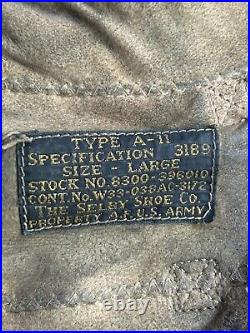 TYPE A-11
SPECIFICATION 3189
SIZE - LARGE
STOCK NO. 8300-396010
CONT. NO. W33-038AC-3172
THE SELBY SHOE CO.
PROPERTY A.F. U.S. ARMY